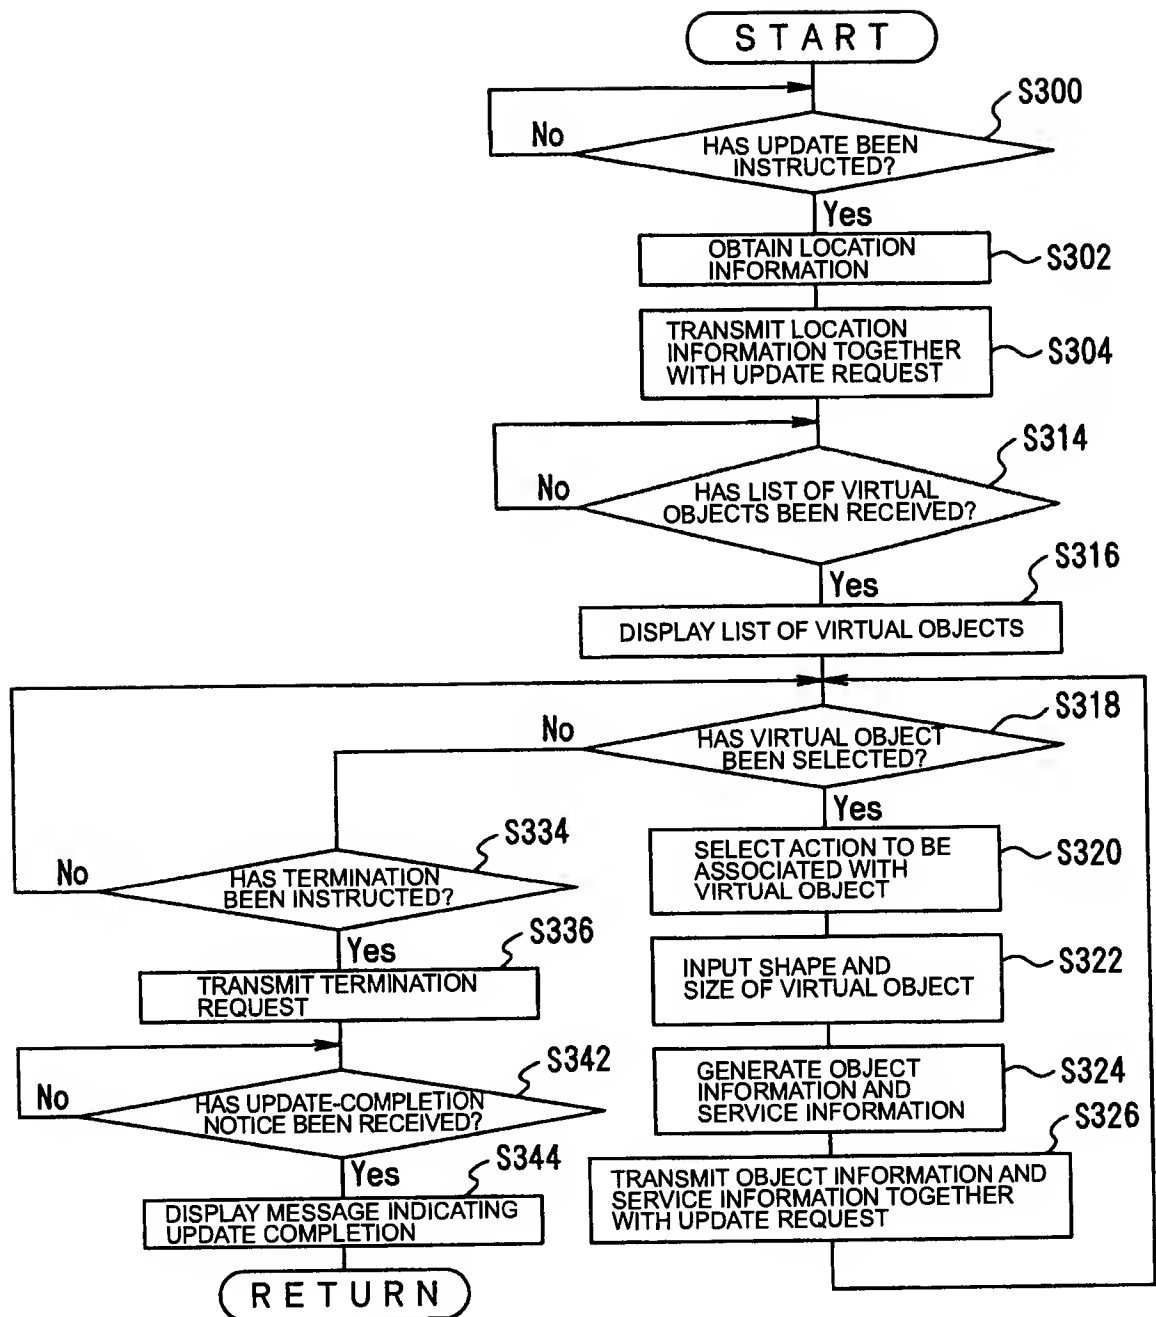 START
S300
No
HAS UPDATE BEEN
INSTRUCTED?
Yes
OBTAIN LOCATION
INFORMATION
S302
TRANSMIT LOCATION
INFORMATION TOGETHER
WITH UPDATE REQUEST
S304
S314
No
HAS LIST OF VIRTUAL
OBJECTS BEEN RECEIVED?
Yes
S316
DISPLAY LIST OF VIRTUAL OBJECTS
S318
No
HAS VIRTUAL OBJECT
BEEN SELECTED?
Yes
S320
SELECT ACTION TO BE
ASSOCIATED WITH
VIRTUAL OBJECT
S322
INPUT SHAPE AND
SIZE OF VIRTUAL OBJECT
S324
GENERATE OBJECT
INFORMATION AND
SERVICE INFORMATION
S326
TRANSMIT OBJECT INFORMATION AND
SERVICE INFORMATION TOGETHER
WITH UPDATE REQUEST
S334
No
HAS TERMINATION
BEEN INSTRUCTED?
Yes
S336
TRANSMIT TERMINATION
REQUEST
S342
No
HAS UPDATE-COMPLETION
NOTICE BEEN RECEIVED?
Yes
S344
DISPLAY MESSAGE INDICATING
UPDATE COMPLETION
RETURN